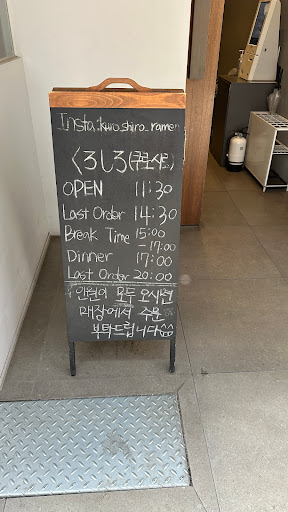 Insta:kuro_shiro_ramen
くろしろ(쿠로시로)
OPEN 11:30
Last Order 14:30
Break Time 15:00
-17:00
Dinner 17:00
Last Order 20:00
인원이 모두 오시면
매장에서 수운
부탁드립니다